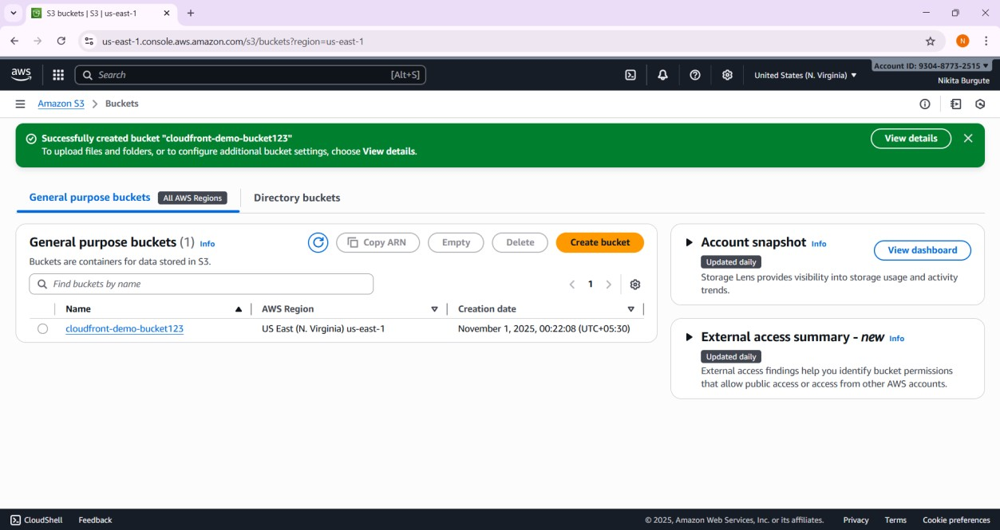 S3 buckets | S3 | us-east-1
us-east-1.console.aws.amazon.com/s3/buckets?region=us-east-1
N
aws
Search
[Alt+S]
United States (N. Virginia) ▼
Account ID: 9304-8773-2515 ▼
Nikita Burgute
Amazon S3 > Buckets
Successfully created bucket "cloudfront-demo-bucket123"
To upload files and folders, or to configure additional bucket settings, choose View details.
View details
General purpose buckets All AWS Regions
Directory buckets
General purpose buckets (1) Info
Copy ARN
Empty
Delete
Create bucket
Buckets are containers for data stored in S3.
Find buckets by name
1
Name AWS Region Creation date
cloudfront-demo-bucket123 US East (N. Virginia) us-east-1 November 1, 2025, 00:22:08 (UTC+05:30)
Account snapshot Info
View dashboard
Updated daily
Storage Lens provides visibility into storage usage and activity
trends.
External access summary - new Info
Updated daily
External access findings help you identify bucket permissions
that allow public access or access from other AWS accounts.
CloudShell Feedback
© 2025, Amazon Web Services, Inc. or its affiliates. Privacy Terms Cookie preferences